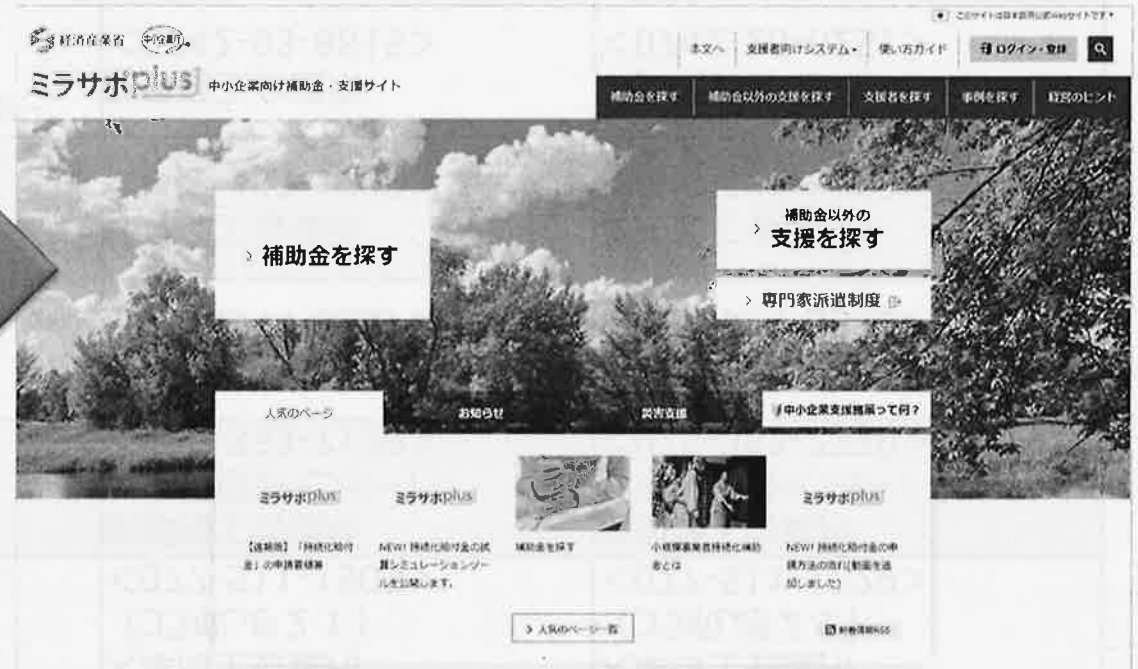 このサイトは日本政府公式Webサイトです
経済産業省 中小企業庁
本文へ 支援者向けシステム 使い方ガイド ログイン・登録
ミラサポplus 中小企業向け補助金・支援サイト
補助金を探す 補助金以外の支援を探す 支援者を探す 事例を探す 経営のヒント
> 補助金を探す
補助金以外の
> 支援を探す
> 専門家派遣制度
人気のページ お知らせ 災害支援 中小企業支援施策って何?
ミラサポplus ミラサポplus ミラサポplus
【速報版】「持続化給付
金」の申請要領等
NEW! 持続化給付金の試
算シミュレーションツー
ルを公開します。
補助金を探す
小規模事業者持続化補助
金とは
NEW! 持続化給付金の申
請方法の流れ(動画を追
加しました)
> 人気のページ一覧
新着情報RSS